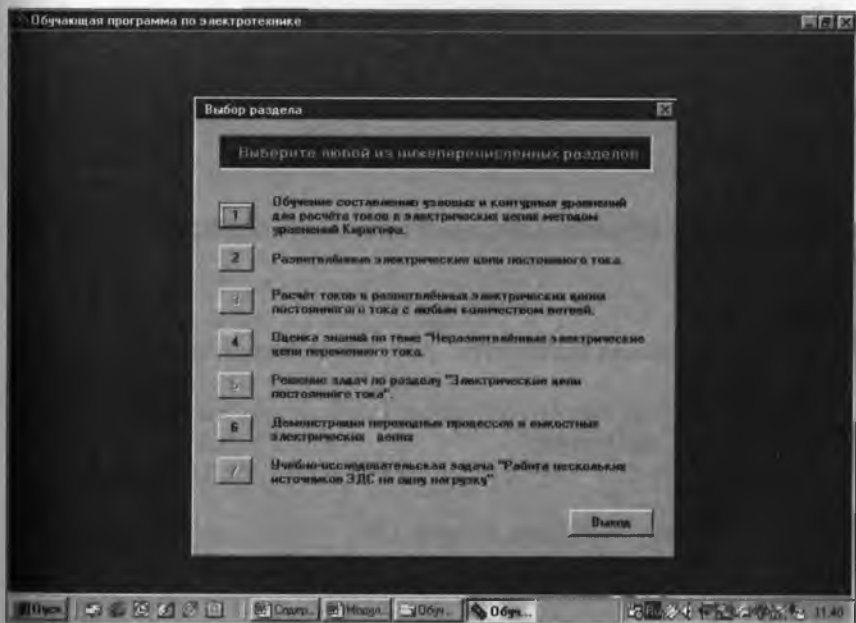 Обучающая программа по электротехнике
Выбор раздела
Выберите любой из нижеперечисленных разделов
1
Обучение составлению узловых и контурных уравнений
для расчёта токов в электрических цепях методом
уравнений Кирхгофа.
2
Разветвлённые электрические цепи постоянного тока.
3
Расчёт токов в разветвлённых электрических цепях
постоянного тока с любым количеством ветвей.
4
Оценка знаний по теме "Неразветвлённые электрические
цепи переменного тока.
5
Решение задач по разделу "Электрические цепи
постоянного тока".
6
Демонстрация переходных процессов в емкостных
электрических цепях
7
Учебно-исследовательская задача "Работа нескольких
источников ЭДС на одну нагрузку"
Выход
Пуск
Содер...
Обуч...
Обуч...
11:40